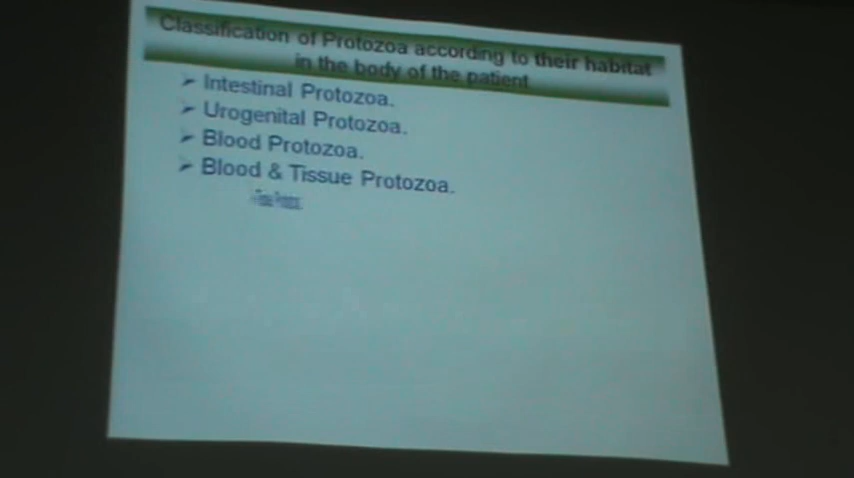 Classification of Protozoa according to their habitat
in the body of the patient
➢ Intestinal Protozoa.
➢ Urogenital Protozoa.
➢ Blood Protozoa.
➢ Blood & Tissue Protozoa.